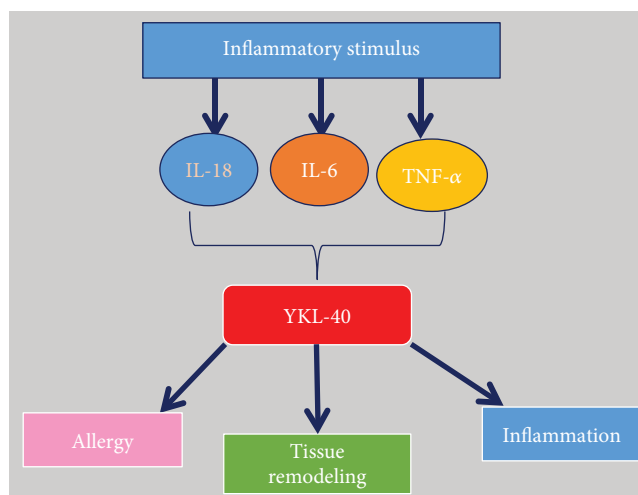 Inflammatory stimulus
IL-18
IL-6
TNF-α
YKL-40
Allergy
Tissue
remodeling
Inflammation